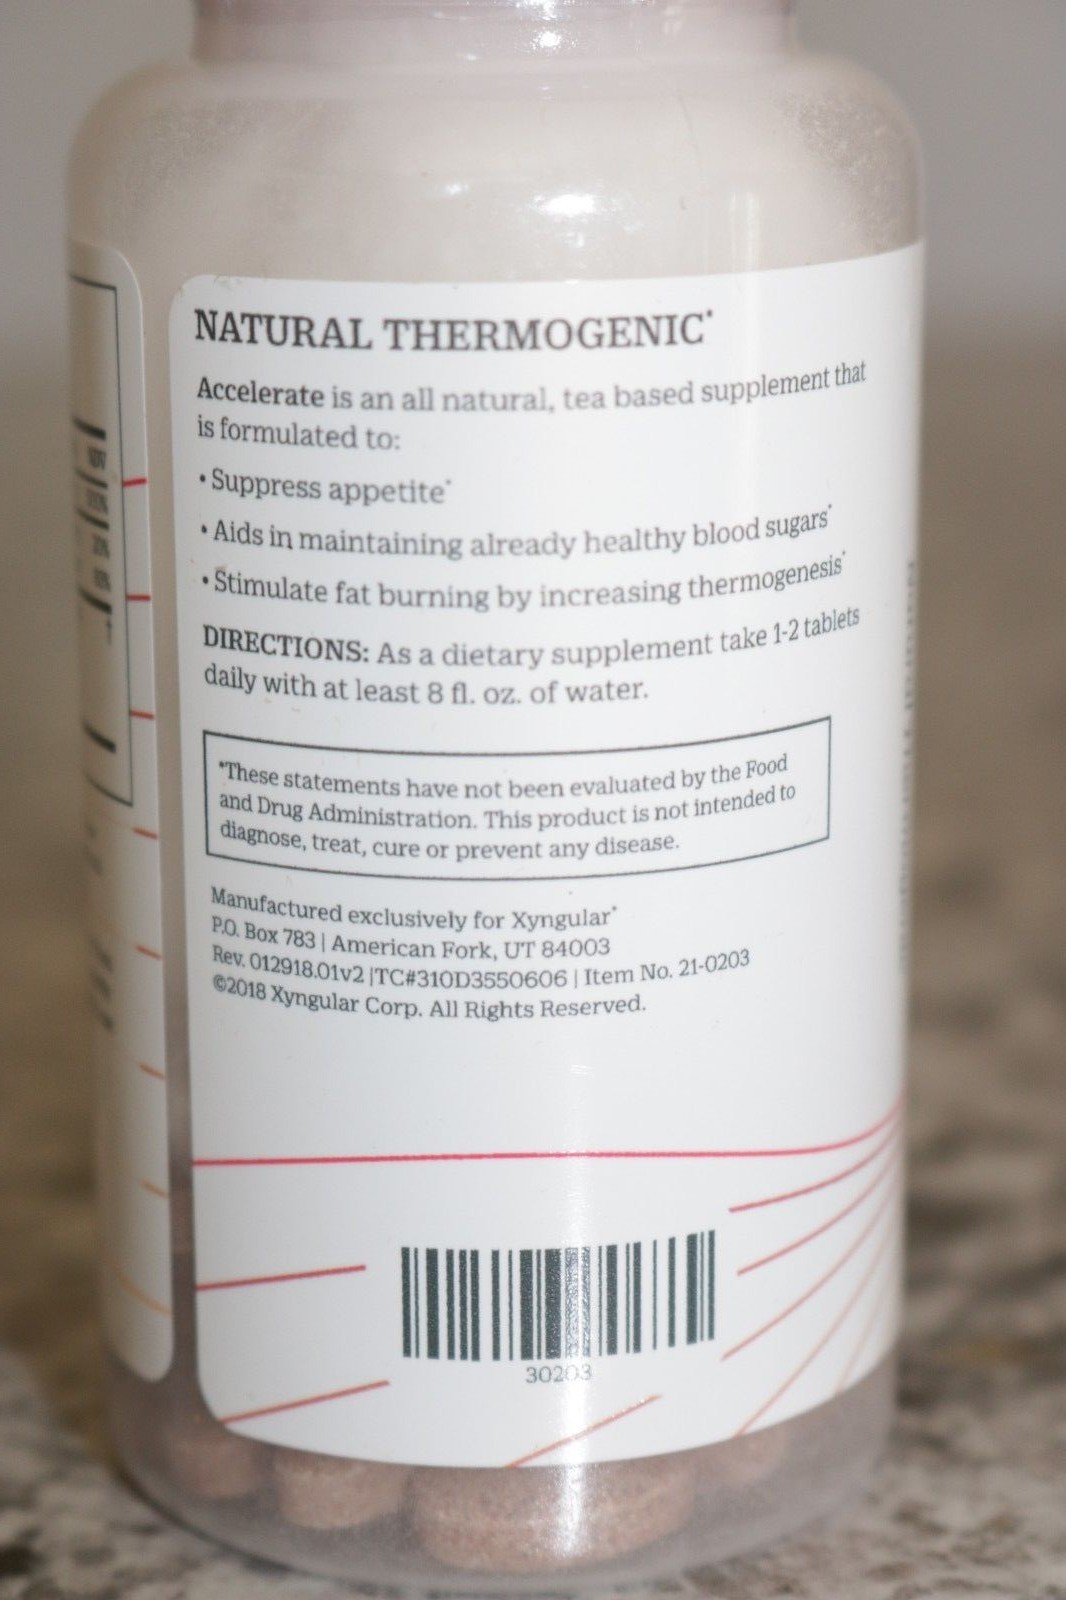 NATURAL THERMOGENIC*
Accelerate is an all natural, tea based supplement that
is formulated to:
• Suppress appetite*
• Aids in maintaining already healthy blood sugars*
• Stimulate fat burning by increasing thermogenesis*
DIRECTIONS: As a dietary supplement take 1-2 tablets
daily with at least 8 fl. oz. of water.
*These statements have not been evaluated by the Food
and Drug Administration. This product is not intended to
diagnose, treat, cure or prevent any disease.
Manufactured exclusively for Xyngular*
P.O. Box 783 | American Fork, UT 84003
Rev. 012918.01v2 |TC#310D3550606 | Item No. 21-0203
©2018 Xyngular Corp. All Rights Reserved.
30203